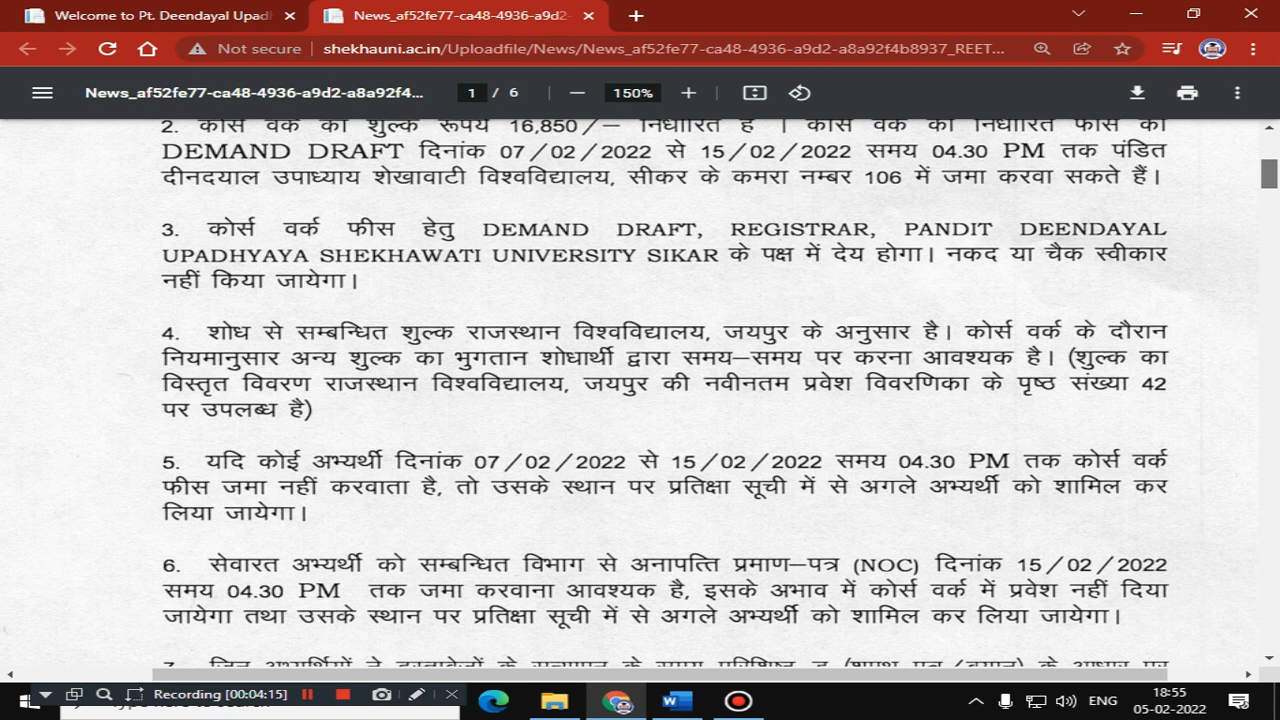 Welcome to Pt. Deendayal Upad
News_af52fe77-ca48-4936-a9d2-
Not secure
shekhauni.ac.in/Uploadfile/News/News_af52fe77-ca48-4936-a9d2-a8a92f4b8937_REET...
News_af52fe77-ca48-4936-a9d2-a8a92f4...
1 / 6
150%
2. कोर्स वर्क का शुल्क रूपये 16,850/– निर्धारित है । कोर्स वर्क की निर्धारित फीस का
DEMAND DRAFT दिनांक 07/02/2022 से 15/02/2022 समय 04.30 PM तक पंडित
दीनदयाल उपाध्याय शेखावाटी विश्वविद्यालय, सीकर के कमरा नम्बर 106 में जमा करवा सकते हैं।
3. कोर्स वर्क फीस हेतु DEMAND DRAFT, REGISTRAR, PANDIT DEENDAYAL
UPADHYAYA SHEKHAWATI UNIVERSITY SIKAR के पक्ष में देय होगा। नकद या चैक स्वीकार
नहीं किया जायेगा।
4. शोध से सम्बन्धित शुल्क राजस्थान विश्वविद्यालय, जयपुर के अनुसार है। कोर्स वर्क के दौरान
नियमानुसार अन्य शुल्क का भुगतान शोधार्थी द्वारा समय–समय पर करना आवश्यक है। (शुल्क का
विस्तृत विवरण राजस्थान विश्वविद्यालय, जयपुर की नवीनतम प्रवेश विवरणिका के पृष्ठ संख्या 42
पर उपलब्ध है)
5. यदि कोई अभ्यर्थी दिनांक 07/02/2022 से 15/02/2022 समय 04.30 PM तक कोर्स वर्क
फीस जमा नहीं करवाता है, तो उसके स्थान पर प्रतिक्षा सूची में से अगले अभ्यर्थी को शामिल कर
लिया जायेगा।
6. सेवारत अभ्यर्थी को सम्बन्धित विभाग से अनापत्ति प्रमाण–पत्र (NOC) दिनांक 15/02/2022
समय 04.30 PM तक जमा करवाना आवश्यक है, इसके अभाव में कोर्स वर्क में प्रवेश नहीं दिया
जायेगा तथा उसके स्थान पर प्रतिक्षा सूची में से अगले अभ्यर्थी को शामिल कर लिया जायेगा।
Recording [00:04:15]
ENG
18:55
05-02-2022